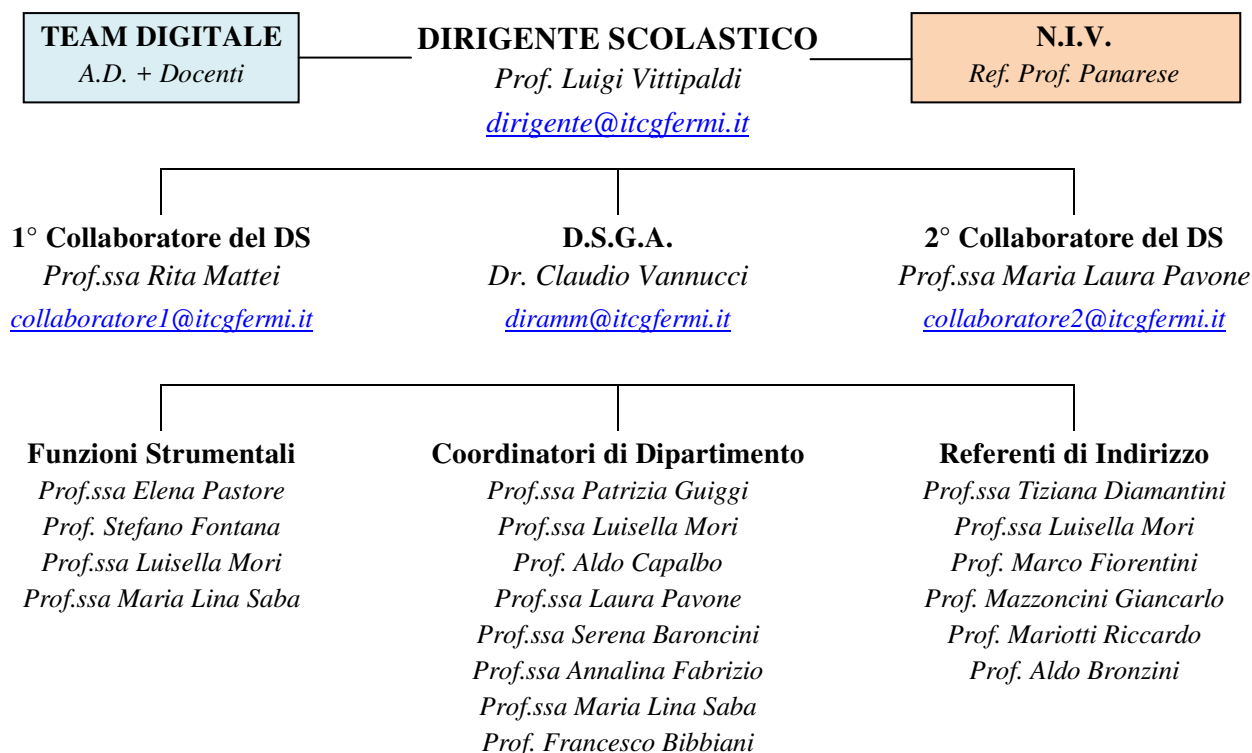 TEAM DIGITALE
A.D. + Docenti
DIRIGENTE SCOLASTICO
Prof. Luigi Vittipaldi
dirigente@itcgfermi.it
N.I.V.
Ref. Prof. Panarese
1° Collaboratore del DS
Prof.ssa Rita Mattei
collaboratore1@itcgfermi.it
D.S.G.A.
Dr. Claudio Vannucci
diramm@itcgfermi.it
2° Collaboratore del DS
Prof.ssa Maria Laura Pavone
collaboratore2@itcgfermi.it
Funzioni Strumentali
Prof.ssa Elena Pastore
Prof. Stefano Fontana
Prof.ssa Luisella Mori
Prof.ssa Maria Lina Saba
Coordinatori di Dipartimento
Prof.ssa Patrizia Guiggi
Prof.ssa Luisella Mori
Prof. Aldo Capalbo
Prof.ssa Laura Pavone
Prof.ssa Serena Baroncini
Prof.ssa Annalina Fabrizio
Prof.ssa Maria Lina Saba
Prof. Francesco Bibbiani
Referenti di Indirizzo
Prof.ssa Tiziana Diamantini
Prof.ssa Luisella Mori
Prof. Marco Fiorentini
Prof. Mazzoncini Giancarlo
Prof. Mariotti Riccardo
Prof. Aldo Bronzini